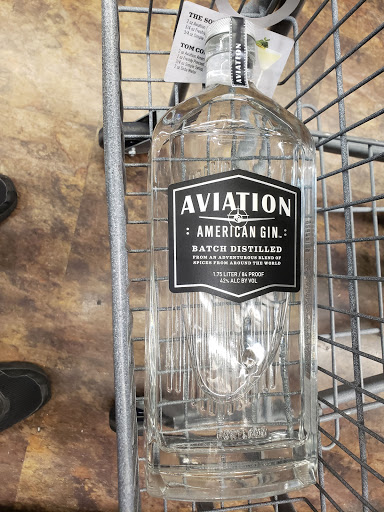 THE SO
TOM CO
AVIATION
AVIATION
AMERICAN GIN
BATCH DISTILLED
FROM AN ADVENTUROUS BLEND OF
SPICES FROM AROUND THE WORLD
1.75 LITER / 84 PROOF
42% ALC BY VOL